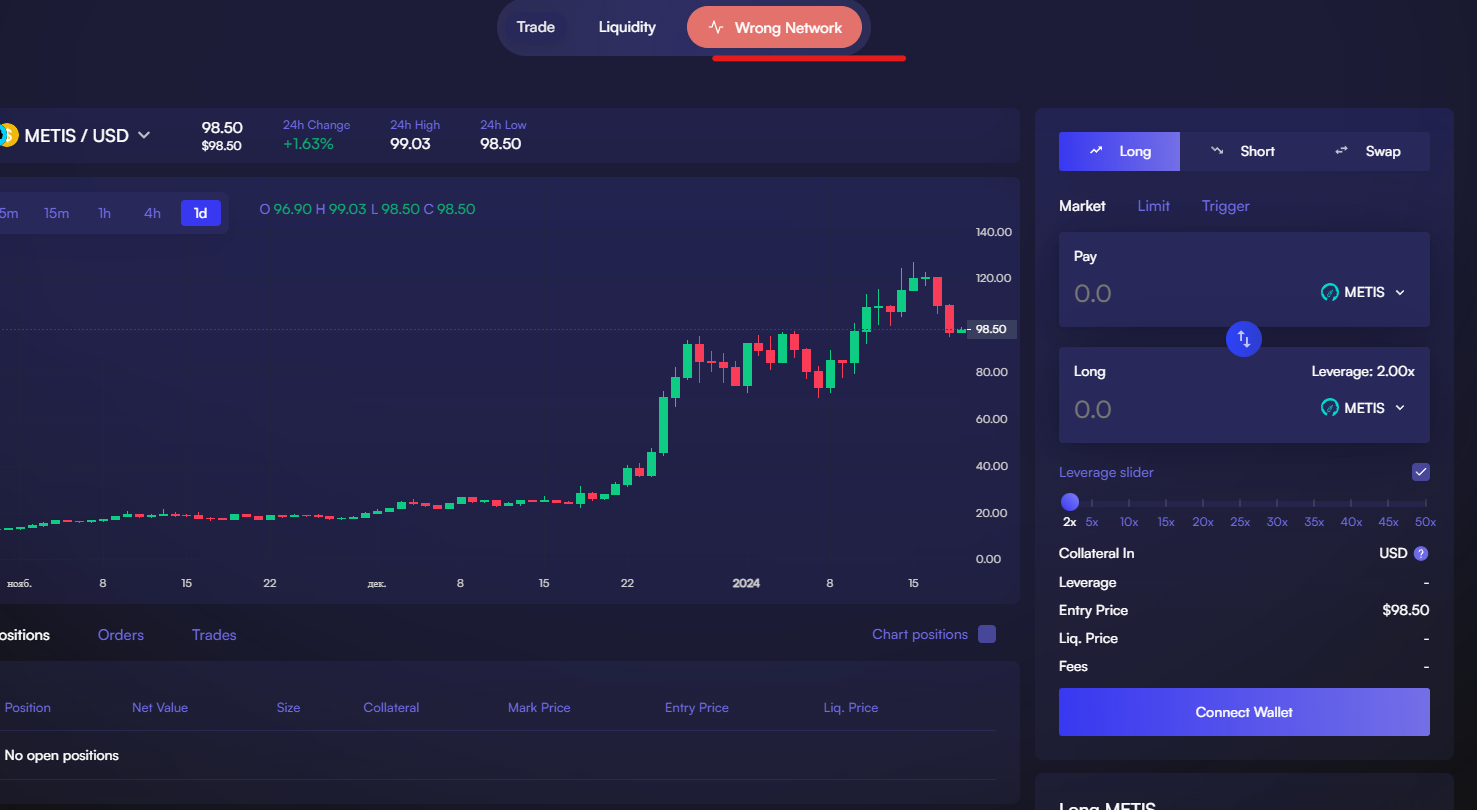 Trade Liquidity Wrong Network
METIS / USD
98.50
$98.50
24h Change
+1.63%
24h High
99.03
24h Low
98.50
Long Short Swap
5m 15m 1h 4h 1d
O 96.90 H 99.03 L 98.50 C 98.50
140.00
120.00
98.50
80.00
60.00
40.00
20.00
0.00
нояб. 8 15 22 дек. 8 15 22 2024 8 15
Market Limit Trigger
Pay
0.0 METIS
Long Leverage: 2.00x
0.0 METIS
Leverage slider
2x 5x 10x 15x 20x 25x 30x 35x 40x 45x 50x
Collateral In USD ?
Leverage -
Entry Price $98.50
Liq. Price -
Fees -
Connect Wallet
ositions Orders Trades Chart positions
Position Net Value Size Collateral Mark Price Entry Price Liq. Price
No open positions
Long METIS